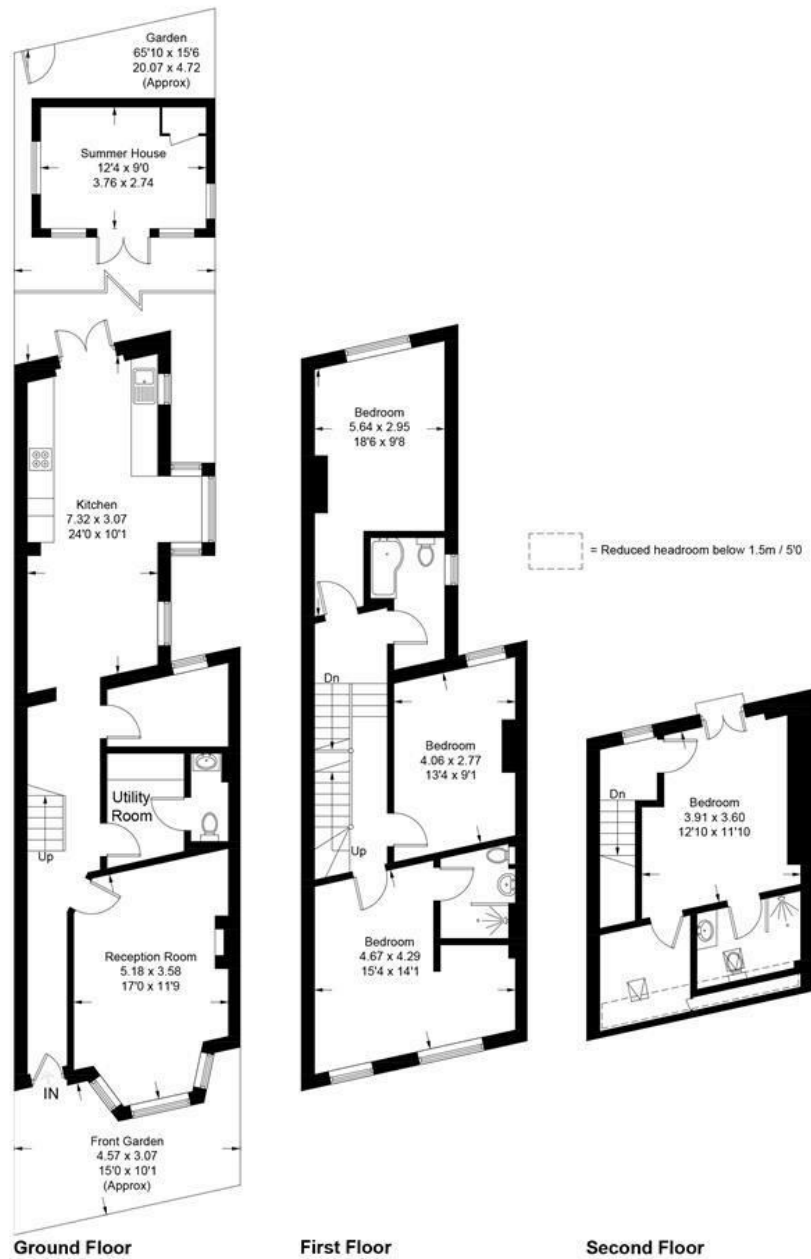 Garden
65'10 x 15'6
20.07 x 4.72
(Approx)
Summer House
12'4 x 9'0
3.76 x 2.74
Kitchen
7.32 x 3.07
24'0 x 10'1
Utility
Room
Up
Reception Room
5.18 x 3.58
17'0 x 11'9
IN
Front Garden
4.57 x 3.07
15'0 x 10'1
(Approx)
Ground Floor
Bedroom
5.64 x 2.95
18'6 x 9'8
Dn
Bedroom
4.06 x 2.77
13'4 x 9'1
Up
Bedroom
4.67 x 4.29
15'4 x 14'1
First Floor
= Reduced headroom below 1.5m / 5'0
Dn
Bedroom
3.91 x 3.60
12'10 x 11'10
Second Floor